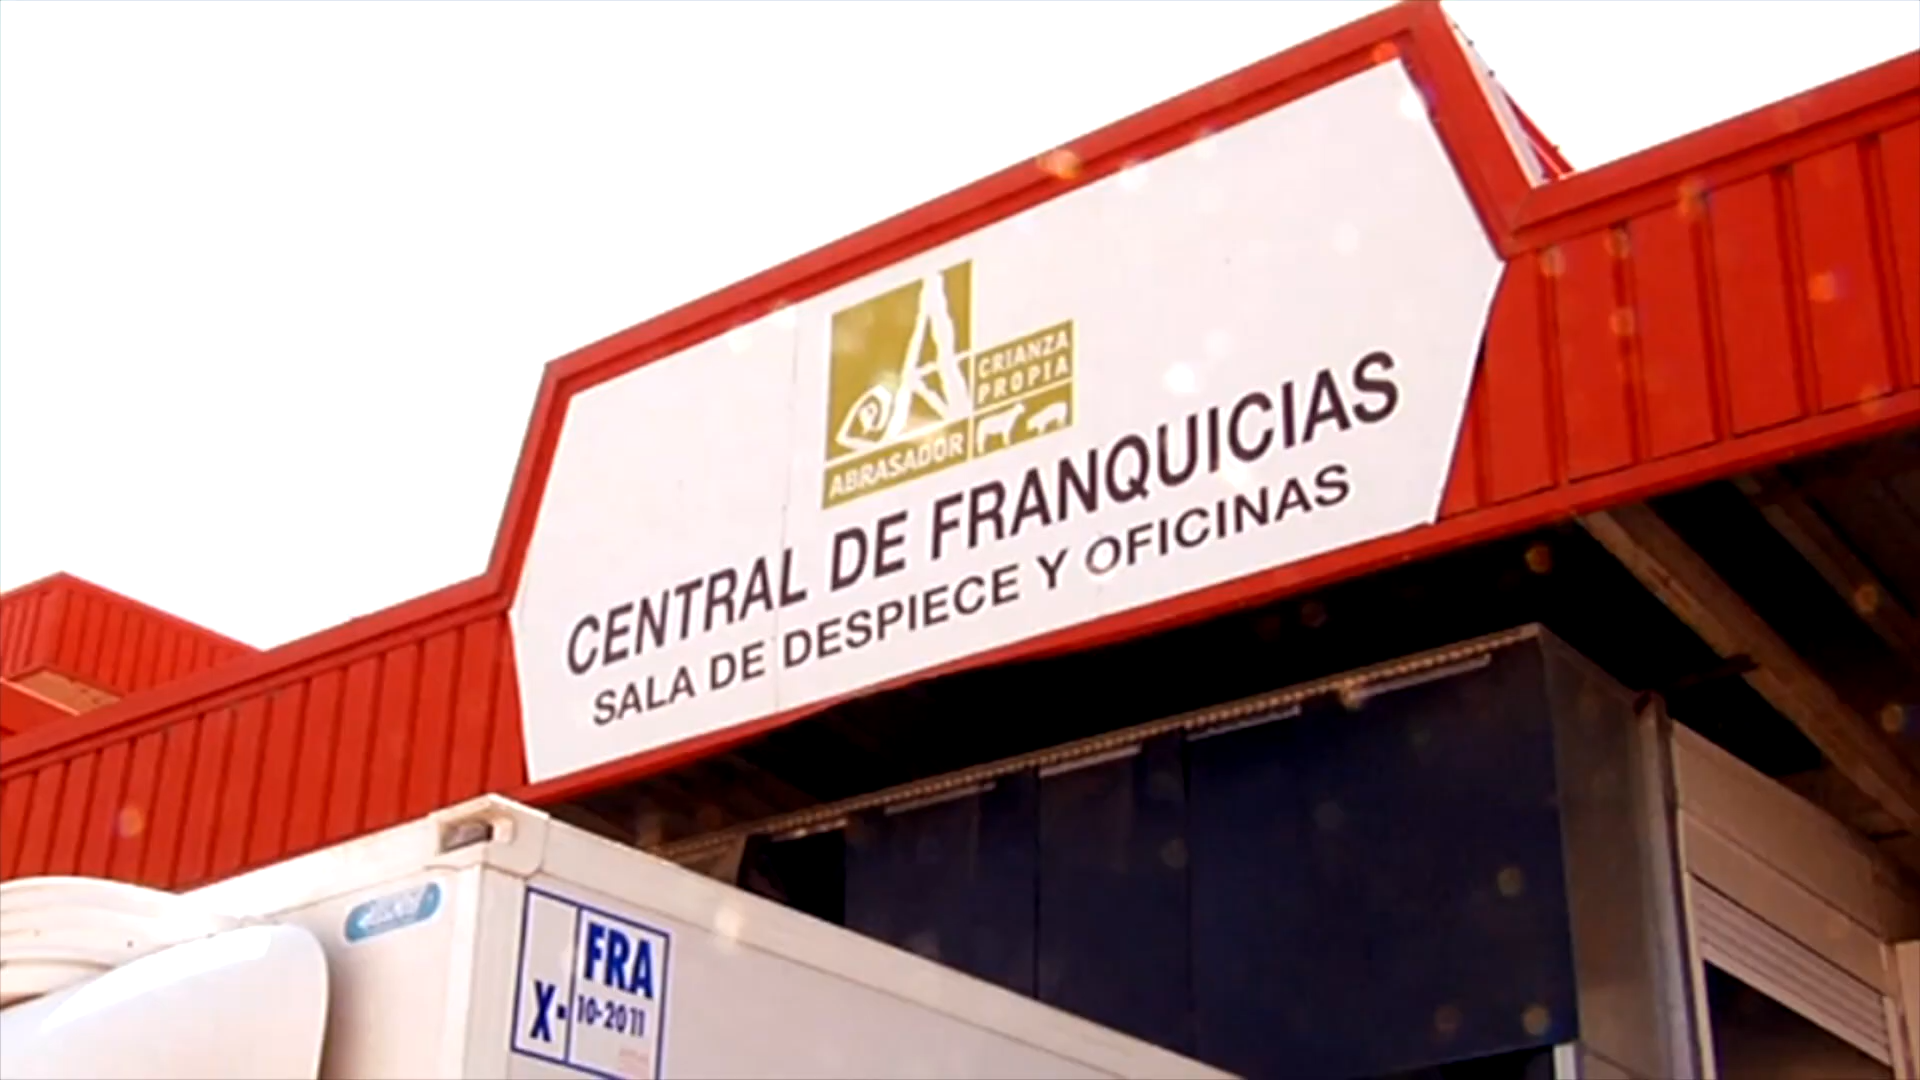 CRIANZA
PROPIA
ABRASADOR
CENTRAL DE FRANQUICIAS
SALA DE DESPIECE Y OFICINAS
FRA
X- 10-2011